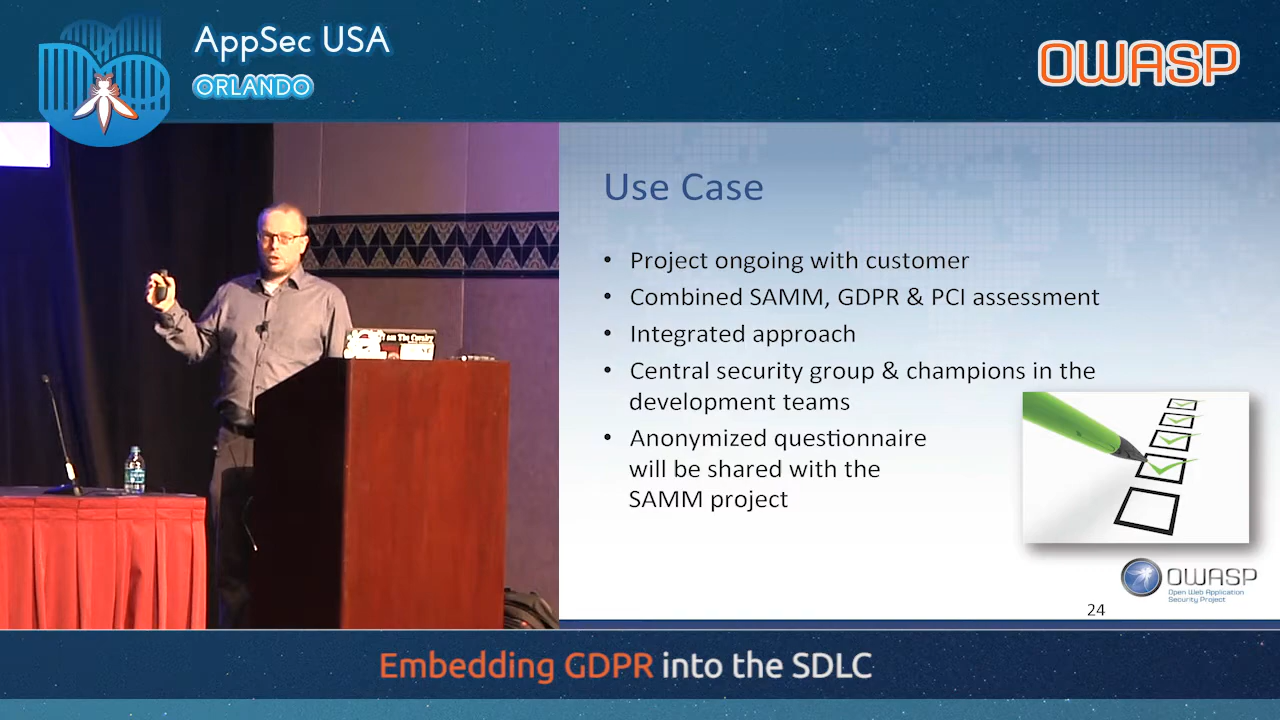 AppSec USA
ORLANDO
OWASP
Use Case
• Project ongoing with customer
• Combined SAMM, GDPR & PCI assessment
• Integrated approach
• Central security group & champions in the
development teams
• Anonymized questionnaire
will be shared with the
SAMM project
OWASP
Open Web Application
Security Project
24
Embedding GDPR into the SDLC